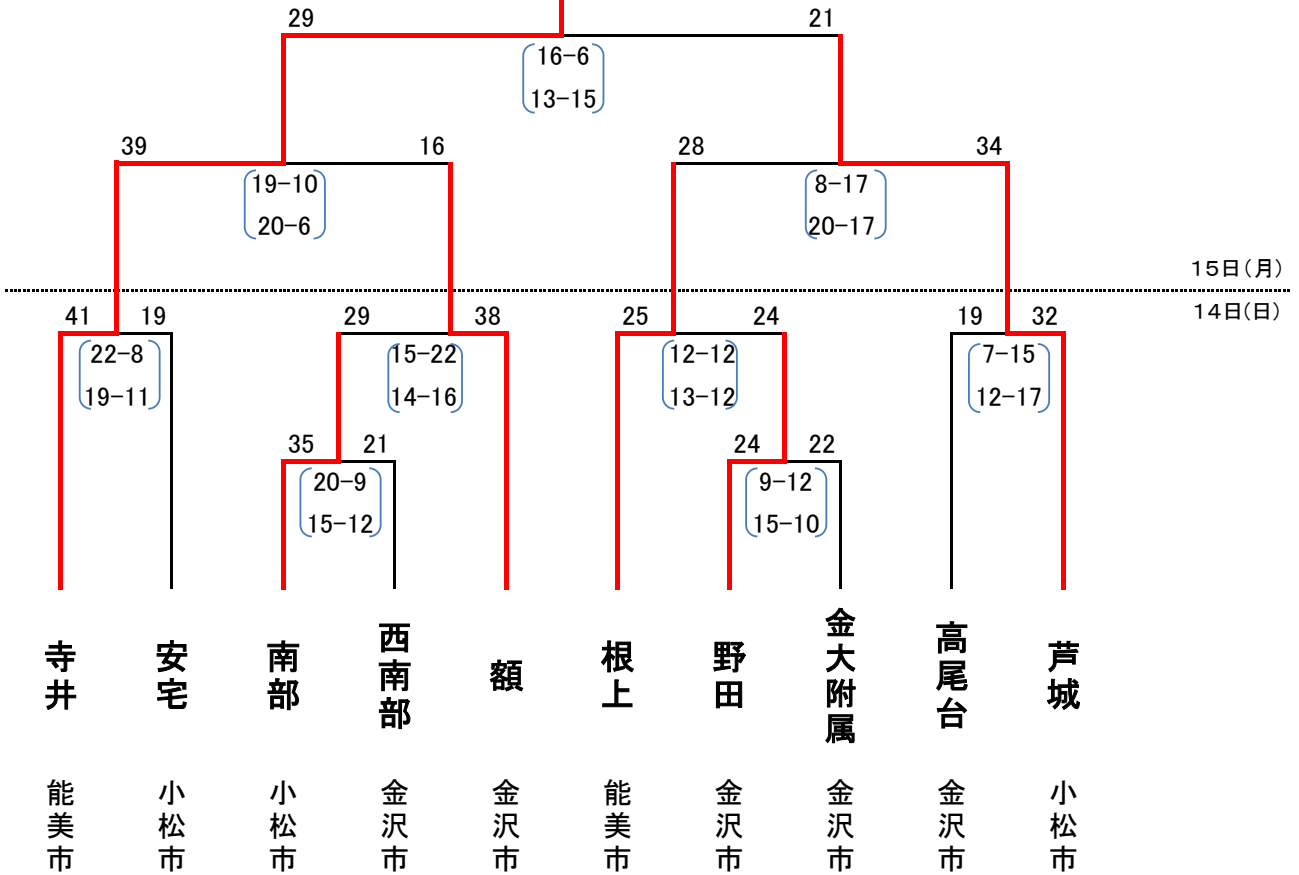 29 21
16-6
13-15
39 16 28 34
19-10 8-17
20-6 20-17
15日(月)
14日(日)
41 19 29 38 25 24 19 32
22-8 15-22 12-12 7-15
19-11 14-16 13-12 12-17
35 21 24 22
20-9 9-12
15-12 15-10
寺井
安宅
南部
西南部
額
根上
野田
金大附属
高尾台
芦城
能美市
小松市
小松市
金沢市
金沢市
能美市
金沢市
金沢市
金沢市
小松市